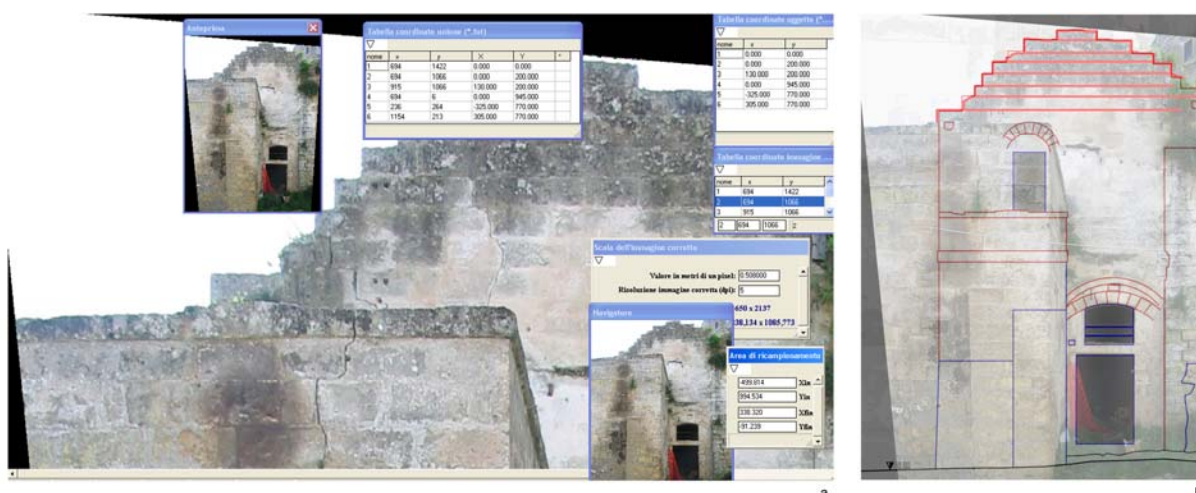 Anteprima
Tabella coordinate unione (*.txt)
nome x y X Y *
1 694 1422 0.000 0.000
2 694 1066 0.000 200.000
3 915 1066 130.000 200.000
4 694 6 0.000 945.000
5 236 264 -325.000 770.000
6 1154 213 305.000 770.000
Tabella coordinate oggetto (*....
nome x y
1 0.000 0.000
2 0.000 200.000
3 130.000 200.000
4 0.000 945.000
5 -325.000 770.000
6 305.000 770.000
Tabella coordinate immagine ...
nome x y
1 694 1422
2 694 1066
3 915 1066
2 694 1066
Scala dell'immagine corretta
Valore in metri di un pixel: 0.508000
Risoluzione immagine corretta (dpi): 5
650 x 2137
38,134 x 1085,773
Navigatore
Area di ricampionamento
-499.814 XIn
994.534 YIn
338.320 Xfin
-91.239 Yfin
a